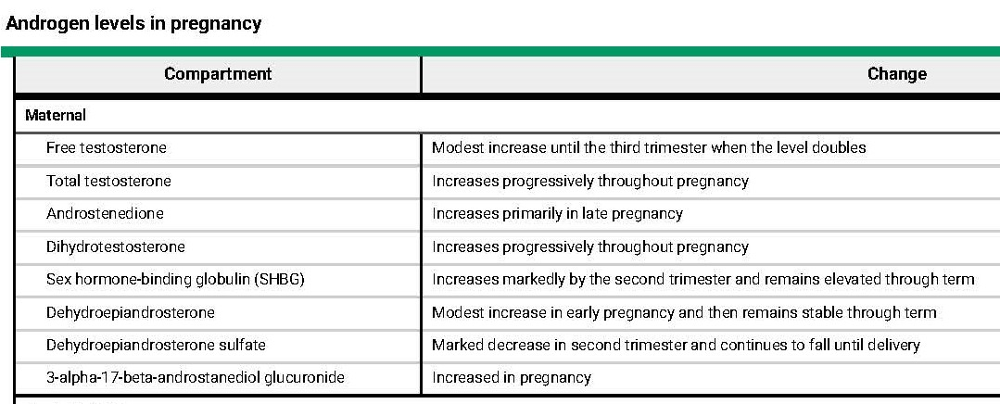 Androgen levels in pregnancy
Compartment Change
Maternal
Free testosterone Modest increase until the third trimester when the level doubles
Total testosterone Increases progressively throughout pregnancy
Androstenedione Increases primarily in late pregnancy
Dihydrotestosterone Increases progressively throughout pregnancy
Sex hormone-binding globulin (SHBG) Increases markedly by the second trimester and remains elevated through term
Dehydroepiandrosterone Modest increase in early pregnancy and then remains stable through term
Dehydroepiandrosterone sulfate Marked decrease in second trimester and continues to fall until delivery
3-alpha-17-beta-androstanediol glucuronide Increased in pregnancy